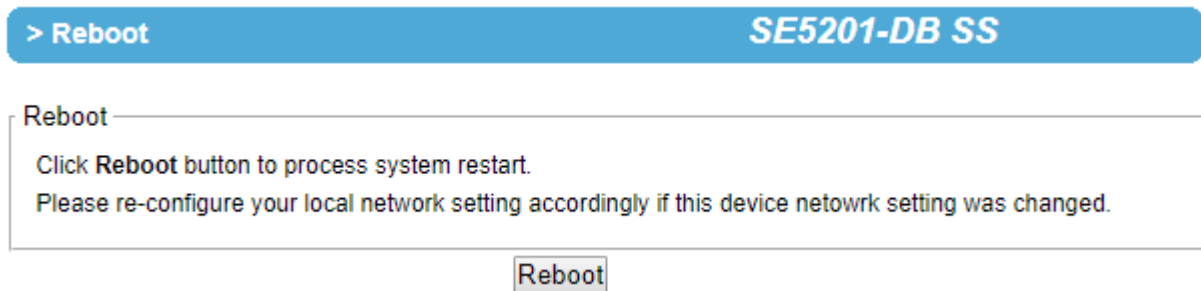 > Reboot SE5201-DB SS
Reboot
Click Reboot button to process system restart.
Please re-configure your local network setting accordingly if this device netowrk setting was changed.
Reboot